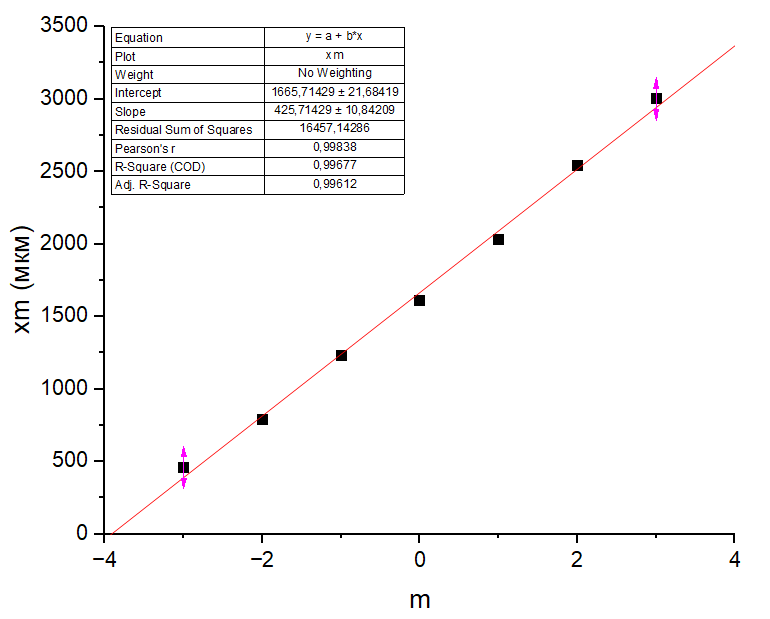 3500
3000
2500
2000
1500
1000
500
0
xm (мкм)
Equation y = a + b*x
Plot xm
Weight No Weighting
Intercept 1665,71429 ± 21,68419
Slope 425,71429 ± 10,84209
Residual Sum of Squares 16457,14286
Pearson's r 0,99838
R-Square (COD) 0,99677
Adj. R-Square 0,99612
−4 −2 0 2 4
m